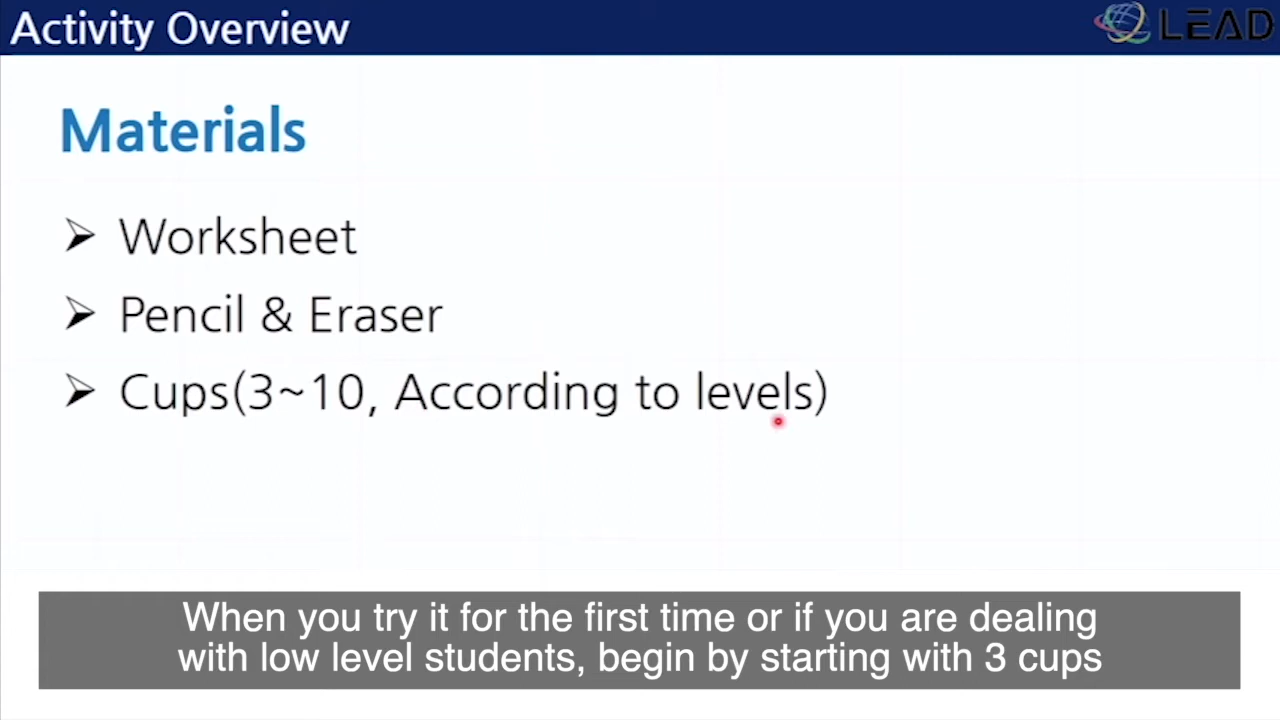 Activity Overview
LEAD
Materials
Worksheet
Pencil & Eraser
Cups(3~10, According to levels)
When you try it for the first time or if you are dealing
with low level students, begin by starting with 3 cups